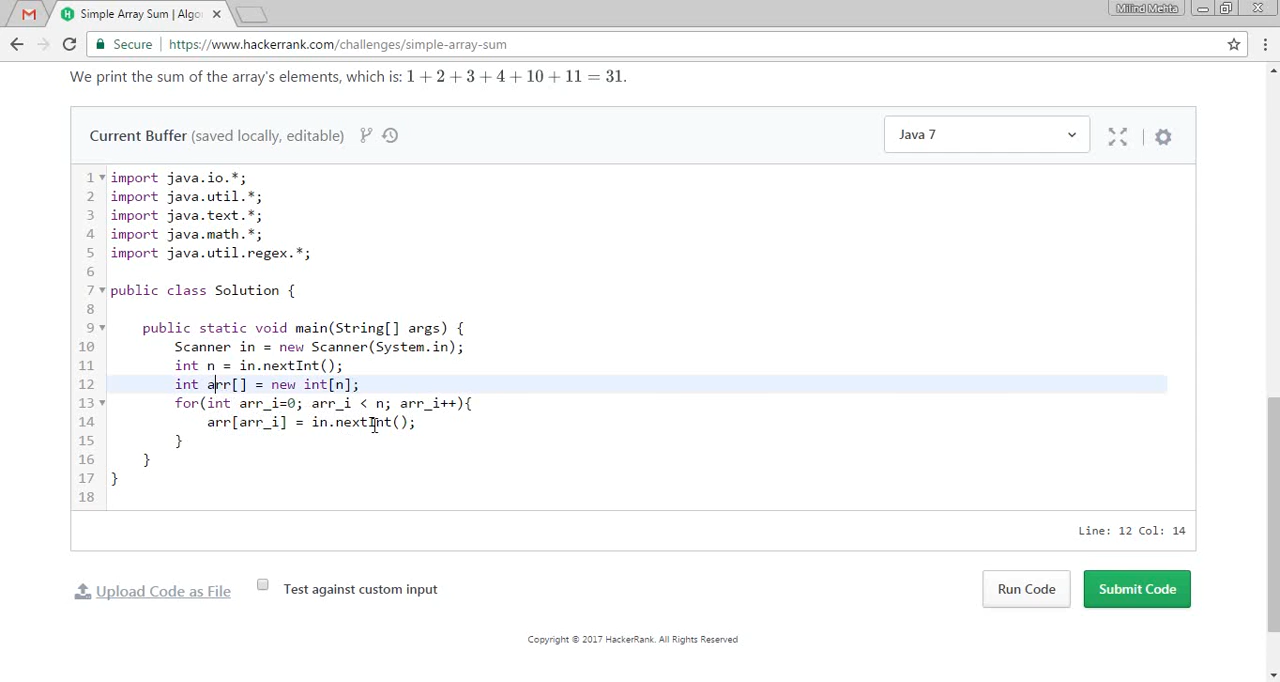 Simple Array Sum | Algo
Milind Mehta
Secure | https://www.hackerrank.com/challenges/simple-array-sum
We print the sum of the array's elements, which is: 1 + 2 + 3 + 4 + 10 + 11 = 31.
Current Buffer (saved locally, editable)
Java 7
1 import java.io.*;
2 import java.util.*;
3 import java.text.*;
4 import java.math.*;
5 import java.util.regex.*;
6
7 public class Solution {
8
9 public static void main(String[] args) {
10 Scanner in = new Scanner(System.in);
11 int n = in.nextInt();
12 int arr[] = new int[n];
13 for(int arr_i=0; arr_i < n; arr_i++){
14 arr[arr_i] = in.nextInt();
15 }
16 }
17 }
18
Line: 12 Col: 14
Upload Code as File
Test against custom input
Run Code
Submit Code
Copyright © 2017 HackerRank. All Rights Reserved